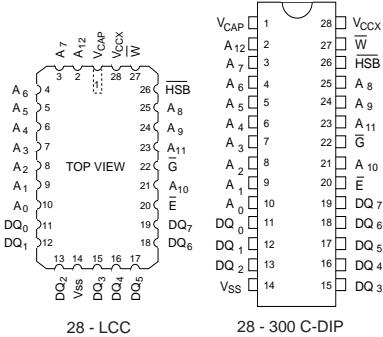 A7 A12 VCAP VCCX W̅
3 2 1 28 27
A6 4 26 H̅S̅B̅
A5 5 25 A8
A4 6 24 A9
A3 7 23 A11
A2 8 TOP VIEW 22 G̅
A1 9 21 A10
A0 10 20 E̅
DQ0 11 19 DQ7
DQ1 12 18 DQ6
13 14 15 16 17
DQ2 Vss DQ3 DQ4 DQ5
28 - LCC
VCAP 1 28 VCCX
A12 2 27 W̅
A7 3 26 H̅S̅B̅
A6 4 25 A8
A5 5 24 A9
A4 6 23 A11
A3 7 22 G̅
A2 8 21 A10
A1 9 20 E̅
A0 10 19 DQ7
DQ0 11 18 DQ6
DQ1 12 17 DQ5
DQ2 13 16 DQ4
VSS 14 15 DQ3
28 - 300 C-DIP